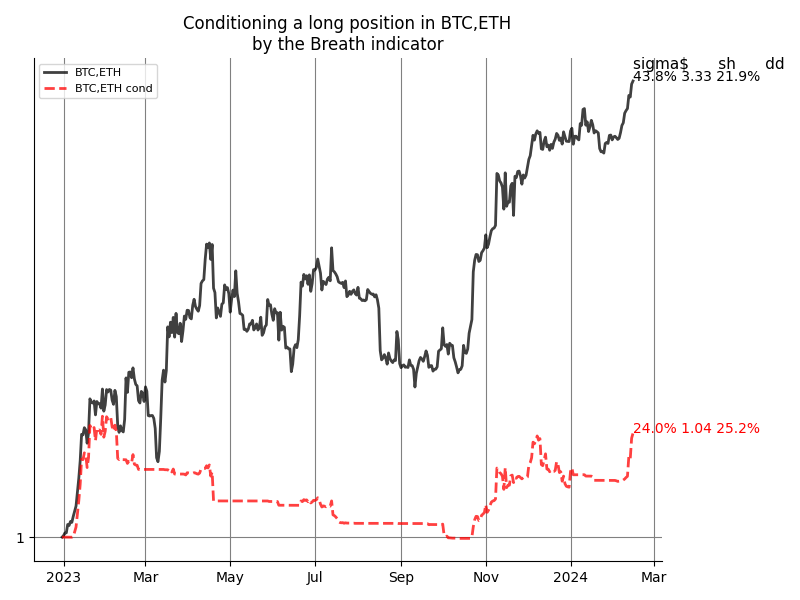 Conditioning a long position in BTC,ETH
by the Breath indicator
sigma$ sh dd
43.8% 3.33 21.9%
BTC,ETH
BTC,ETH cond
24.0% 1.04 25.2%
1
2023 Mar May Jul Sep Nov 2024 Mar